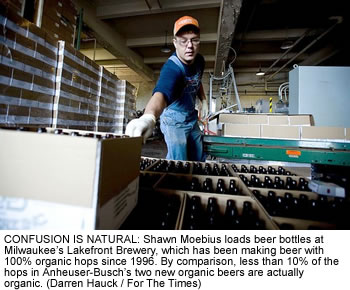 CONFUSION IS NATURAL: Shawn Moebius loads beer bottles at
Milwaukee's Lakefront Brewery, which has been making beer with
100% organic hops since 1996. By comparison, less than 10% of the
hops in Anheuser-Busch's two new organic beers are actually
organic. (Darren Hauck / For The Times)